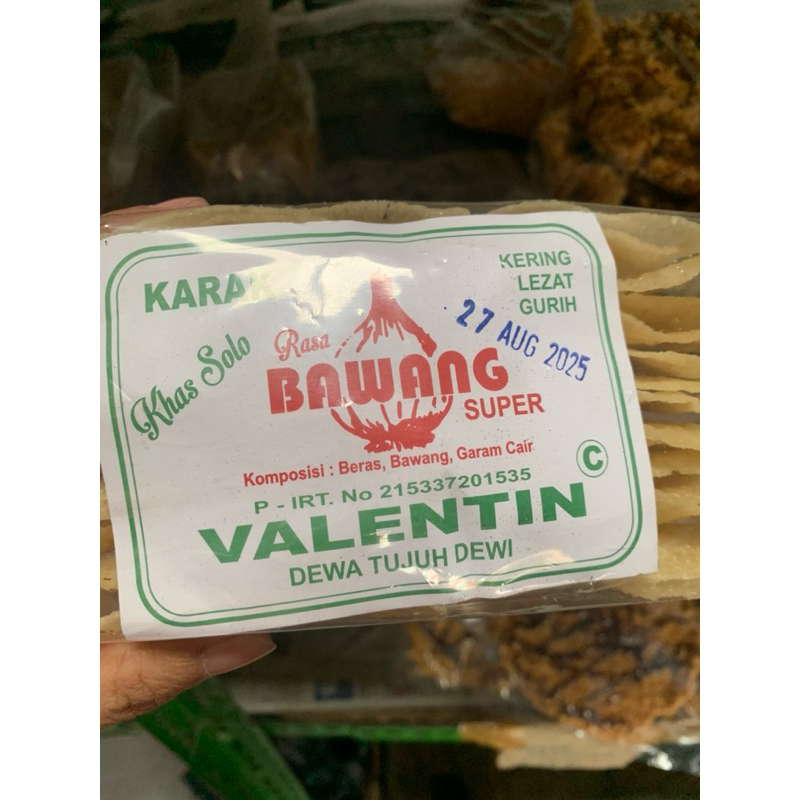 KARAK
Khas Solo
KERING
LEZAT
GURIH
27 AUG 2025
Rasa
BAWANG
SUPER
Komposisi : Beras, Bawang, Garam Cair
C
P - IRT. No 215337201535
VALENTIN
DEWA TUJUH DEWI